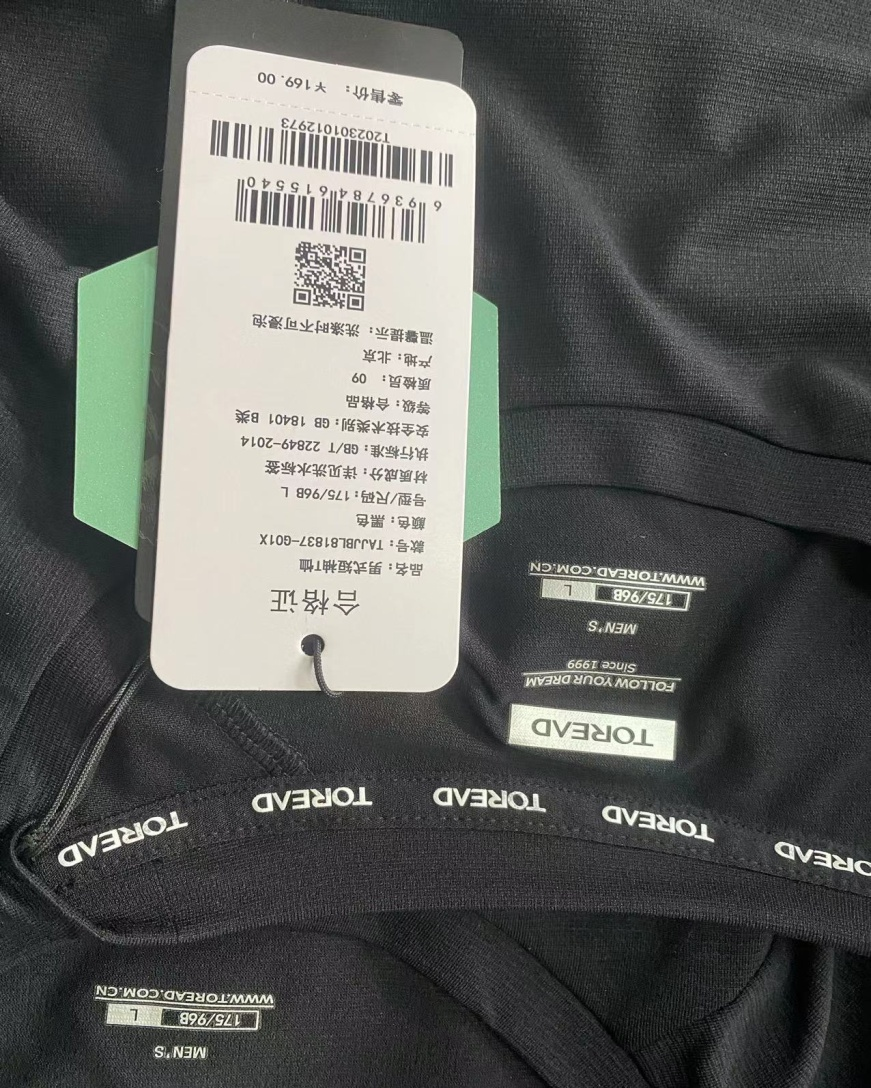 合格证
品名：男式短袖T恤
款号：TAJJBL81837-G01X
颜色：黑色
号型/尺码：175/96B L
材质成分：详见洗水标签
执行标准：GB/T 22849-2014
安全技术类别：GB 18401 B类
等级：合格品
质检员： 09
产地：北京
温馨提示：洗涤时不可浸泡
6936784615540
T202301012973
零售价： ￥169.00
TOREAD
FOLLOW YOUR DREAM
Since 1999
MEN'S
175/96B L
WWW.TOREAD.COM.CN
TOREAD TOREAD TOREAD TOREAD TOREAD
MEN'S
175/96B L
WWW.TOREAD.COM.CN